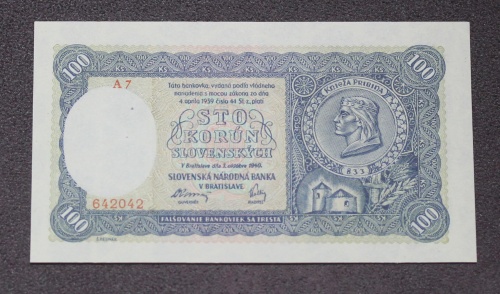 100
100
A 7
Táto bankovka, vydaná podľa vládneho
nariadenia s mocou zákona zo dňa
4. apríla 1939 číslo 44 Sl. z., platí
STO
KORÚN
SLOVENSKÝCH
V Bratislave dňa 7. októbra 1940.
SLOVENSKÁ NÁRODNÁ BANKA
V BRATISLAVE
KNIEŽA PRIBINA
833
642042
100
100
FALŠOVANIE BANKOVIEK SA TRESTÁ